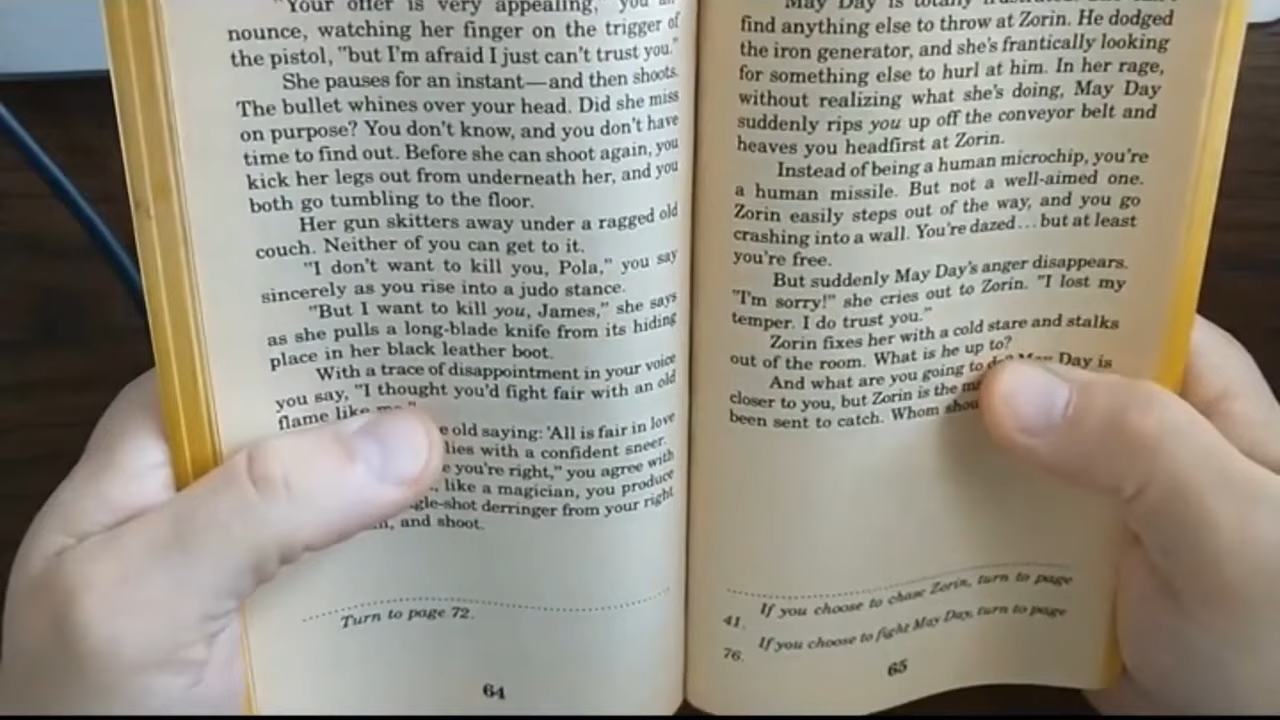 "Your offer is very appealing," you an-
nounce, watching her finger on the trigger of
the pistol, "but I'm afraid I just can't trust you."
She pauses for an instant—and then shoots.
The bullet whines over your head. Did she miss
on purpose? You don't know, and you don't have
time to find out. Before she can shoot again, you
kick her legs out from underneath her, and you
both go tumbling to the floor.
Her gun skitters away under a ragged old
couch. Neither of you can get to it.
"I don't want to kill you, Pola," you say
sincerely as you rise into a judo stance.
"But I want to kill you, James," she says
as she pulls a long-blade knife from its hiding
place in her black leather boot.
With a trace of disappointment in your voice
you say, "I thought you'd fight fair with an old
flame like me."
old saying: 'All is fair in love
lies with a confident sneer.
you're right," you agree with
like a magician, you produce
gle-shot derringer from your right
and shoot.
Turn to page 72.
64
May Day is totally
find anything else to throw at Zorin. He dodged
the iron generator, and she's frantically looking
for something else to hurl at him. In her rage,
without realizing what she's doing, May Day
suddenly rips you up off the conveyor belt and
heaves you headfirst at Zorin.
Instead of being a human microchip, you're
a human missile. But not a well-aimed one.
Zorin easily steps out of the way, and you go
crashing into a wall. You're dazed...but at least
you're free.
But suddenly May Day's anger disappears.
"I'm sorry!" she cries out to Zorin. "I lost my
temper. I do trust you."
Zorin fixes her with a cold stare and stalks
out of the room. What is he up to?
And what are you going to do? May Day is
closer to you, but Zorin is the
been sent to catch. Whom
If you choose to chase Zorin, turn to page
41.
If you choose to fight May Day, turn to page
76.
65